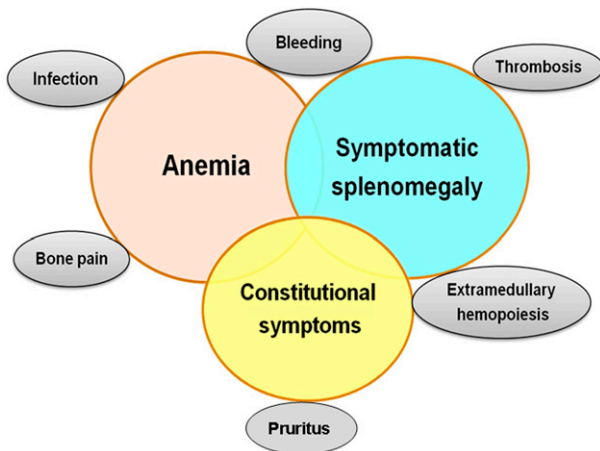 Bleeding
Infection
Thrombosis
Anemia
Symptomatic
splenomegaly
Bone pain
Constitutional
symptoms
Extramedullary
hemopoiesis
Pruritus